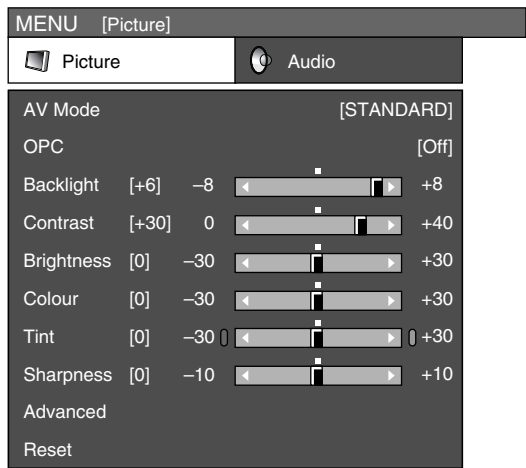 MENU [Picture]
Picture Audio
AV Mode [STANDARD]
OPC [Off]
Backlight [+6] –8 +8
Contrast [+30] 0 +40
Brightness [0] –30 +30
Colour [0] –30 +30
Tint [0] –30 +30
Sharpness [0] –10 +10
Advanced
Reset